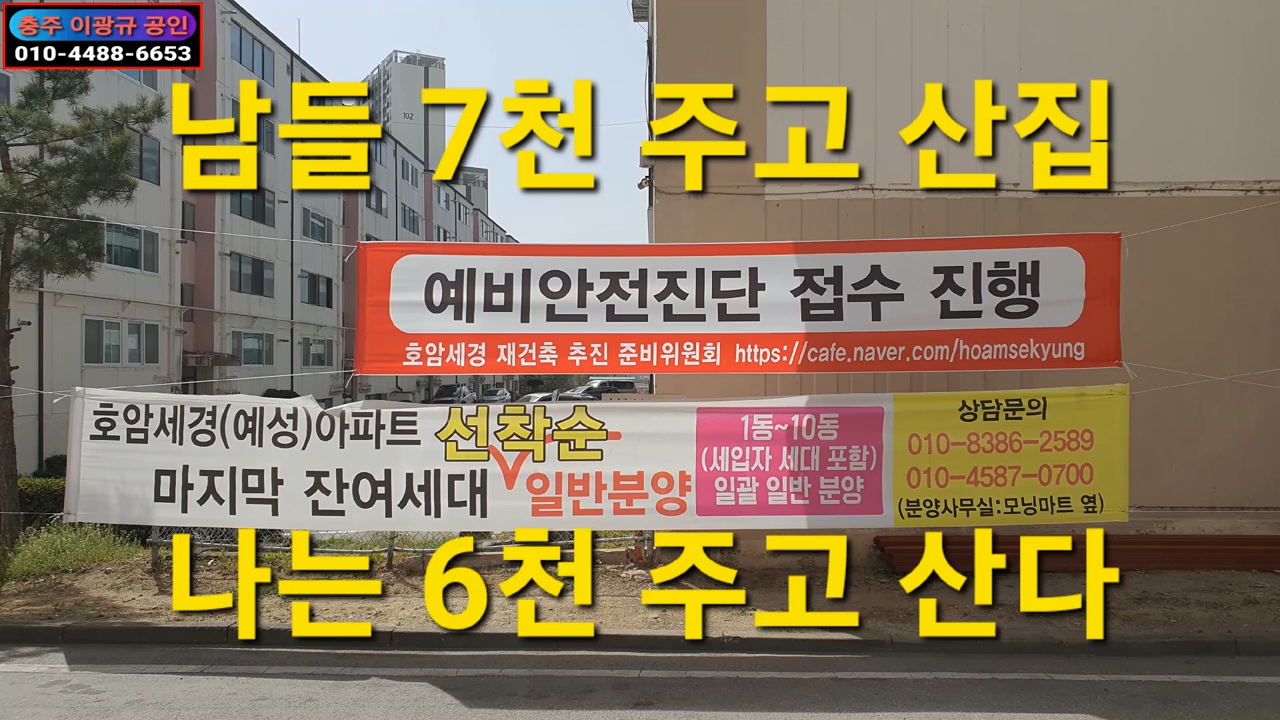 충주 이광규 공인
010-4488-6653
102
남들 7천 주고 산집
예비안전진단 접수 진행
호암세경 재건축 추진 준비위원회 https://cafe.naver.com/hoamsekyung
호암세경(예성)아파트 선착순
마지막 잔여세대 일반분양
1동~10동
(세입자 세대 포함)
일괄 일반 분양
상담문의
010-8386-2589
010-4587-0700
(분양사무실:모닝마트 옆)
나는 6천 주고 산다